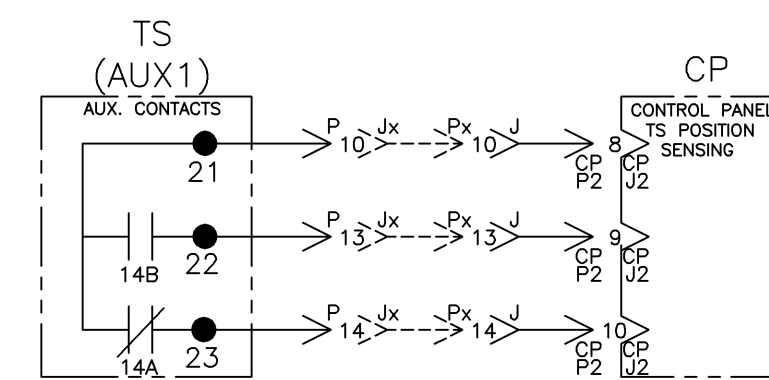 TS
(AUX1)
AUX. CONTACTS
CP
CONTROL PANEL
TS POSITION
SENSING
21
P 10 Jx Px 10 J 8
CP CP
P2 J2
14B 22
P 13 Jx Px 13 J 9
CP CP
P2 J2
14A 23
P 14 Jx Px 14 J 10
CP CP
P2 J2